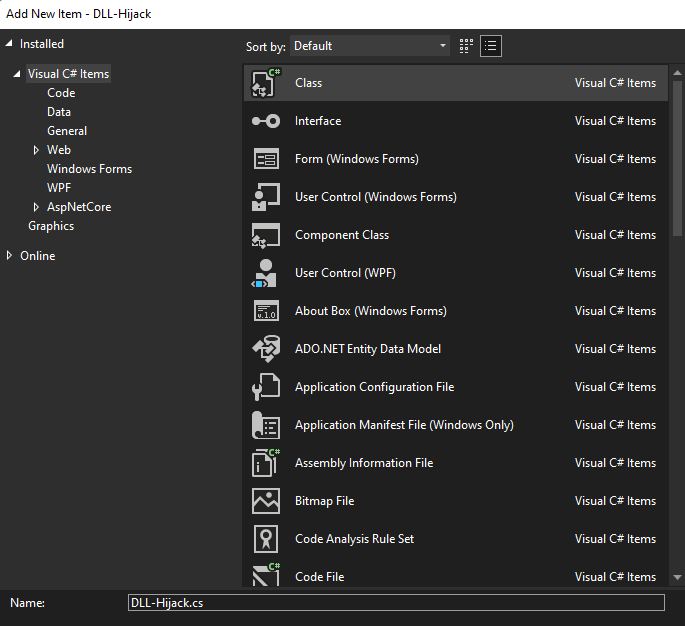 Add New Item - DLL-Hijack
Installed
Sort by: Default
Visual C# Items
Code
Data
General
Web
Windows Forms
WPF
AspNetCore
Graphics
Online
C# Class Visual C# Items
Interface Visual C# Items
Form (Windows Forms) Visual C# Items
User Control (Windows Forms) Visual C# Items
Component Class Visual C# Items
User Control (WPF) Visual C# Items
v.1.0 About Box (Windows Forms) Visual C# Items
ADO.NET Entity Data Model Visual C# Items
Application Configuration File Visual C# Items
Application Manifest File (Windows Only) Visual C# Items
C# Assembly Information File Visual C# Items
Bitmap File Visual C# Items
Code Analysis Rule Set Visual C# Items
C# Code File Visual C# Items
Name: DLL-Hijack.cs